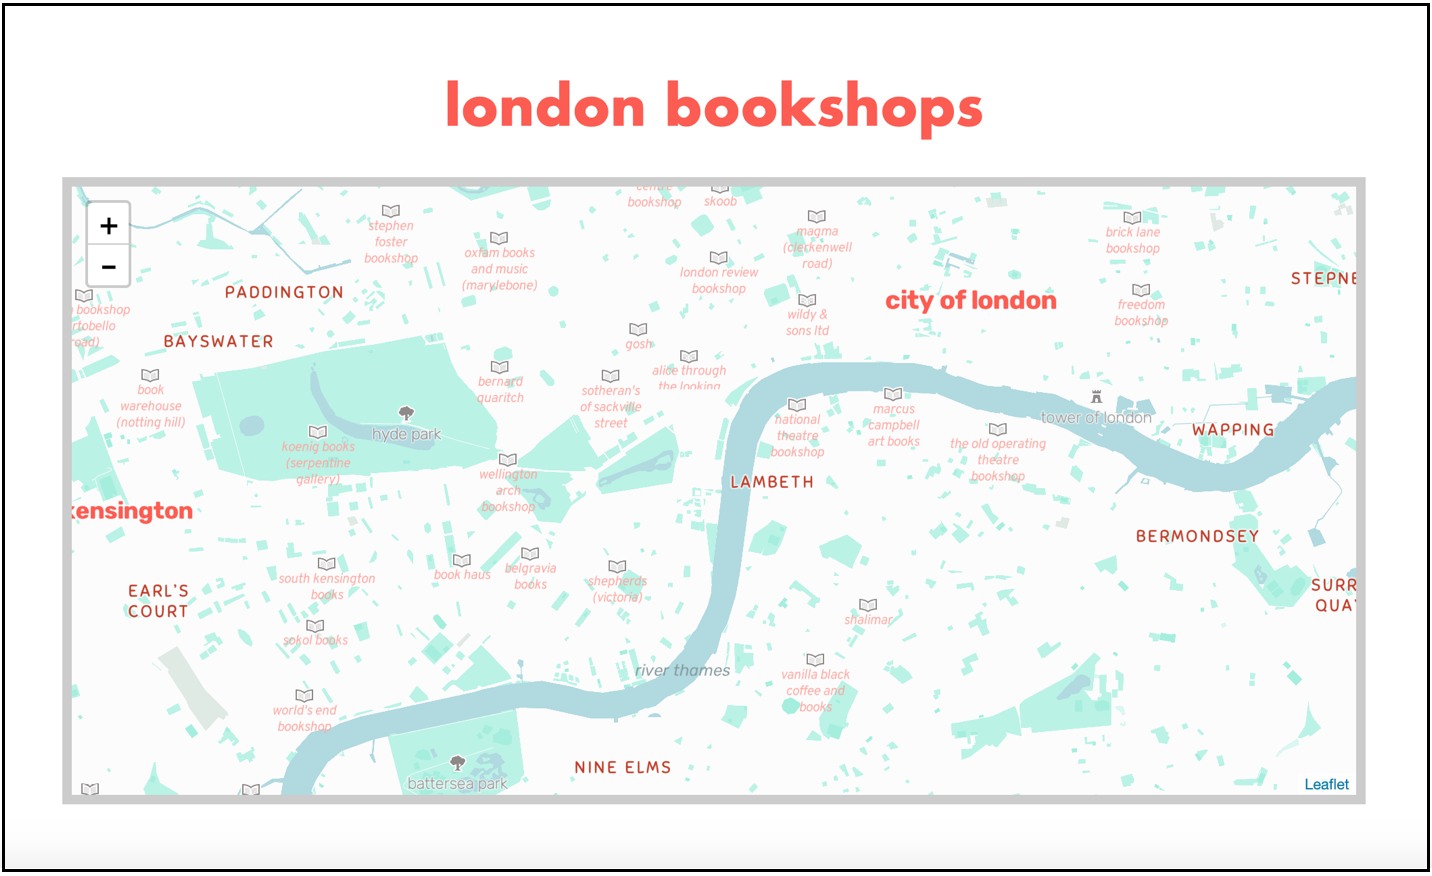 london bookshops
+
−
centre
bookshop
skoob
stephen
foster
bookshop
oxfam books
and music
(marylebone)
magma
(clerkenwell
road)
brick lane
bookshop
london review
bookshop
STEPNE
PADDINGTON
bookshop
rtobello
road)
city of london
freedom
bookshop
wildy &
sons ltd
BAYSWATER
gosh
alice through
the looking
book
warehouse
(notting hill)
bernard
quaritch
sotheran's
of sackville
street
hyde park
koenig books
(serpentine
gallery)
national
theatre
bookshop
marcus
campbell
art books
tower of london
the old operating
theatre
bookshop
WAPPING
wellington
arch
bookshop
LAMBETH
kensington
BERMONDSEY
south kensington
books
book haus
belgravia
books
shepherds
(victoria)
EARL'S
COURT
SURR
QUAY
shalimar
sokol books
river thames
vanilla black
coffee and
books
world's end
bookshop
NINE ELMS
battersea park
Leaflet